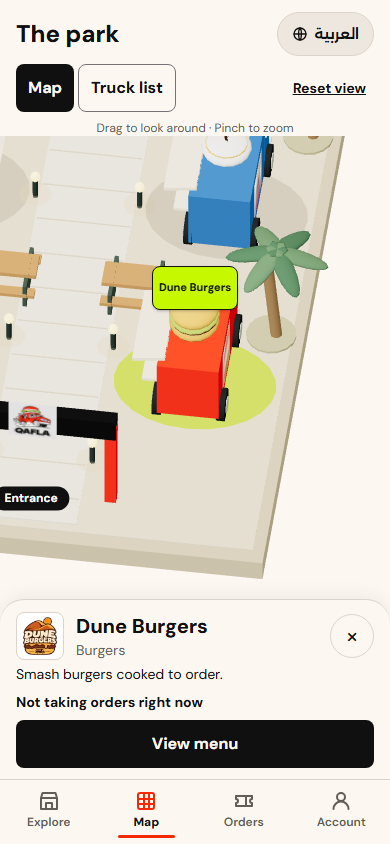 The park
العربية
Map
Truck list
Reset view
Drag to look around · Pinch to zoom
Dune Burgers
QAFLA
Entrance
DUNE
BURGERS
Dune Burgers
Burgers
Smash burgers cooked to order.
Not taking orders right now
View menu
Explore
Map
Orders
Account